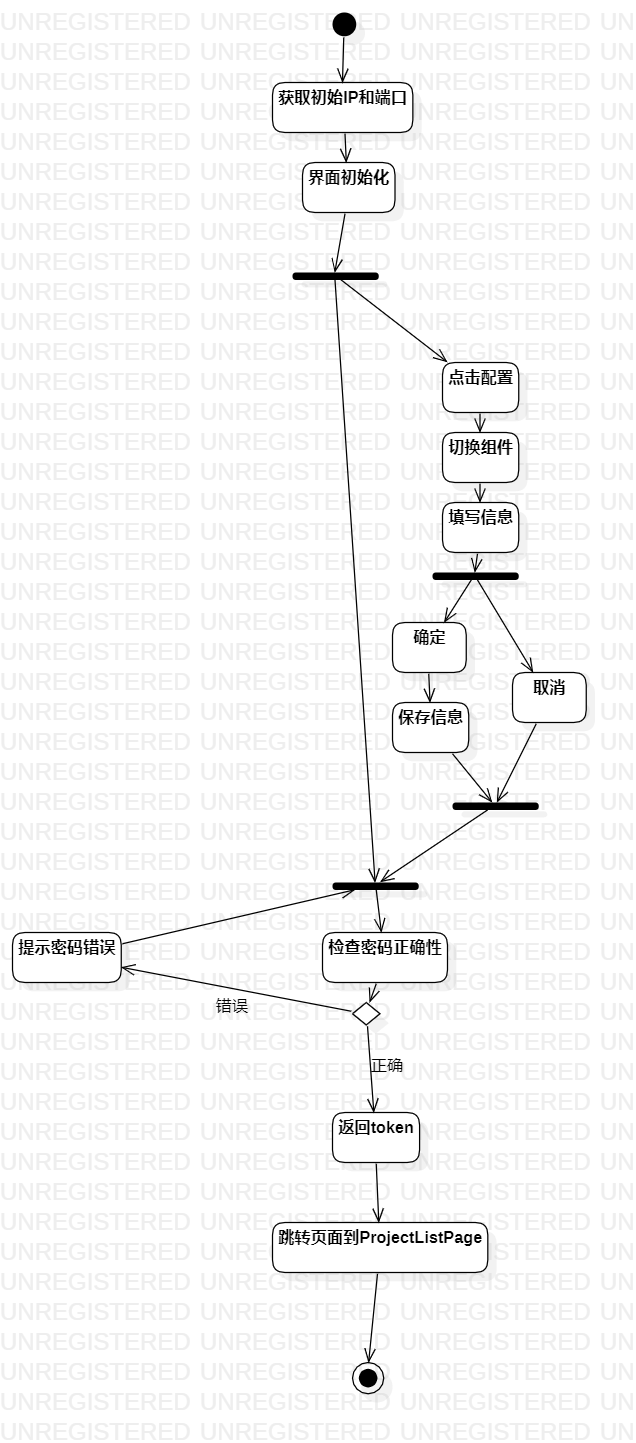 获取初始IP和端口
界面初始化
点击配置
切换组件
填写信息
确定
取消
保存信息
提示密码错误
检查密码正确性
错误
正确
返回token
跳转页面到ProjectListPage
UNREGISTERED